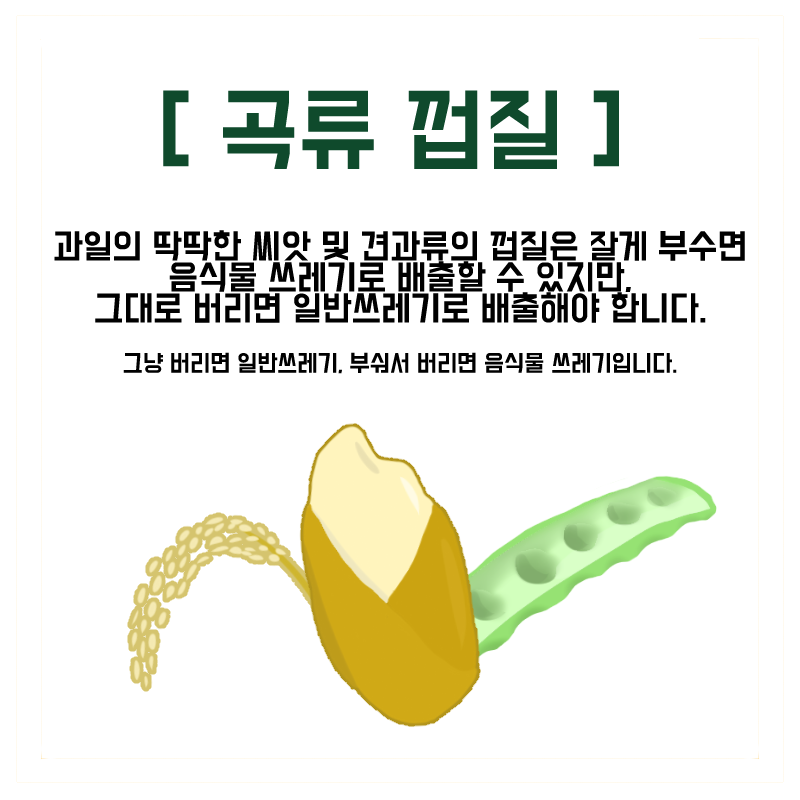 [ 곡류 껍질 ]
과일의 딱딱한 씨앗 및 견과류의 껍질은 잘게 부수면
음식물 쓰레기로 배출할 수 있지만,
그대로 버리면 일반쓰레기로 배출해야 합니다.
그냥 버리면 일반쓰레기, 부숴서 버리면 음식물 쓰레기입니다.